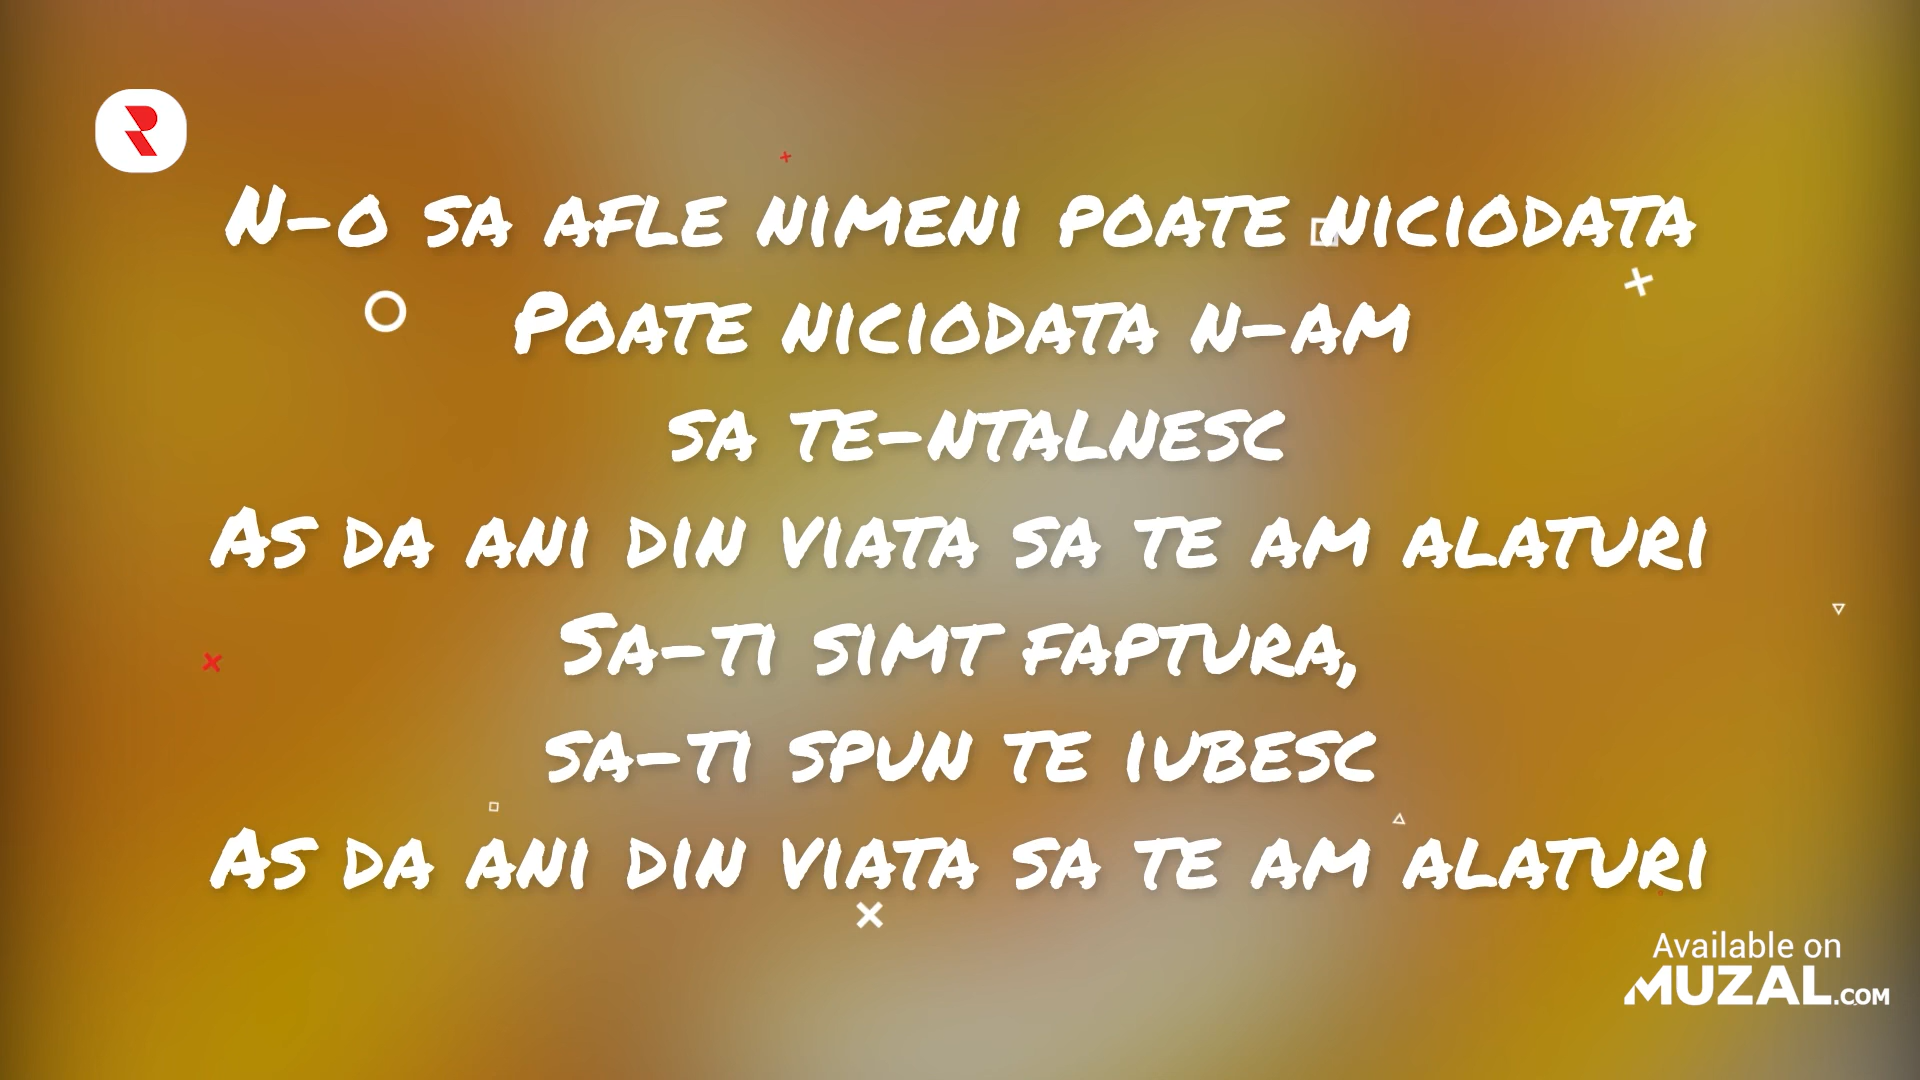 N-o sa afle nimeni poate niciodata
Poate niciodata n-am
sa te-ntalnesc
As da ani din viata sa te am alaturi
Sa-ti simt faptura,
sa-ti spun te iubesc
As da ani din viata sa te am alaturi
Available on
MUZAL.COM